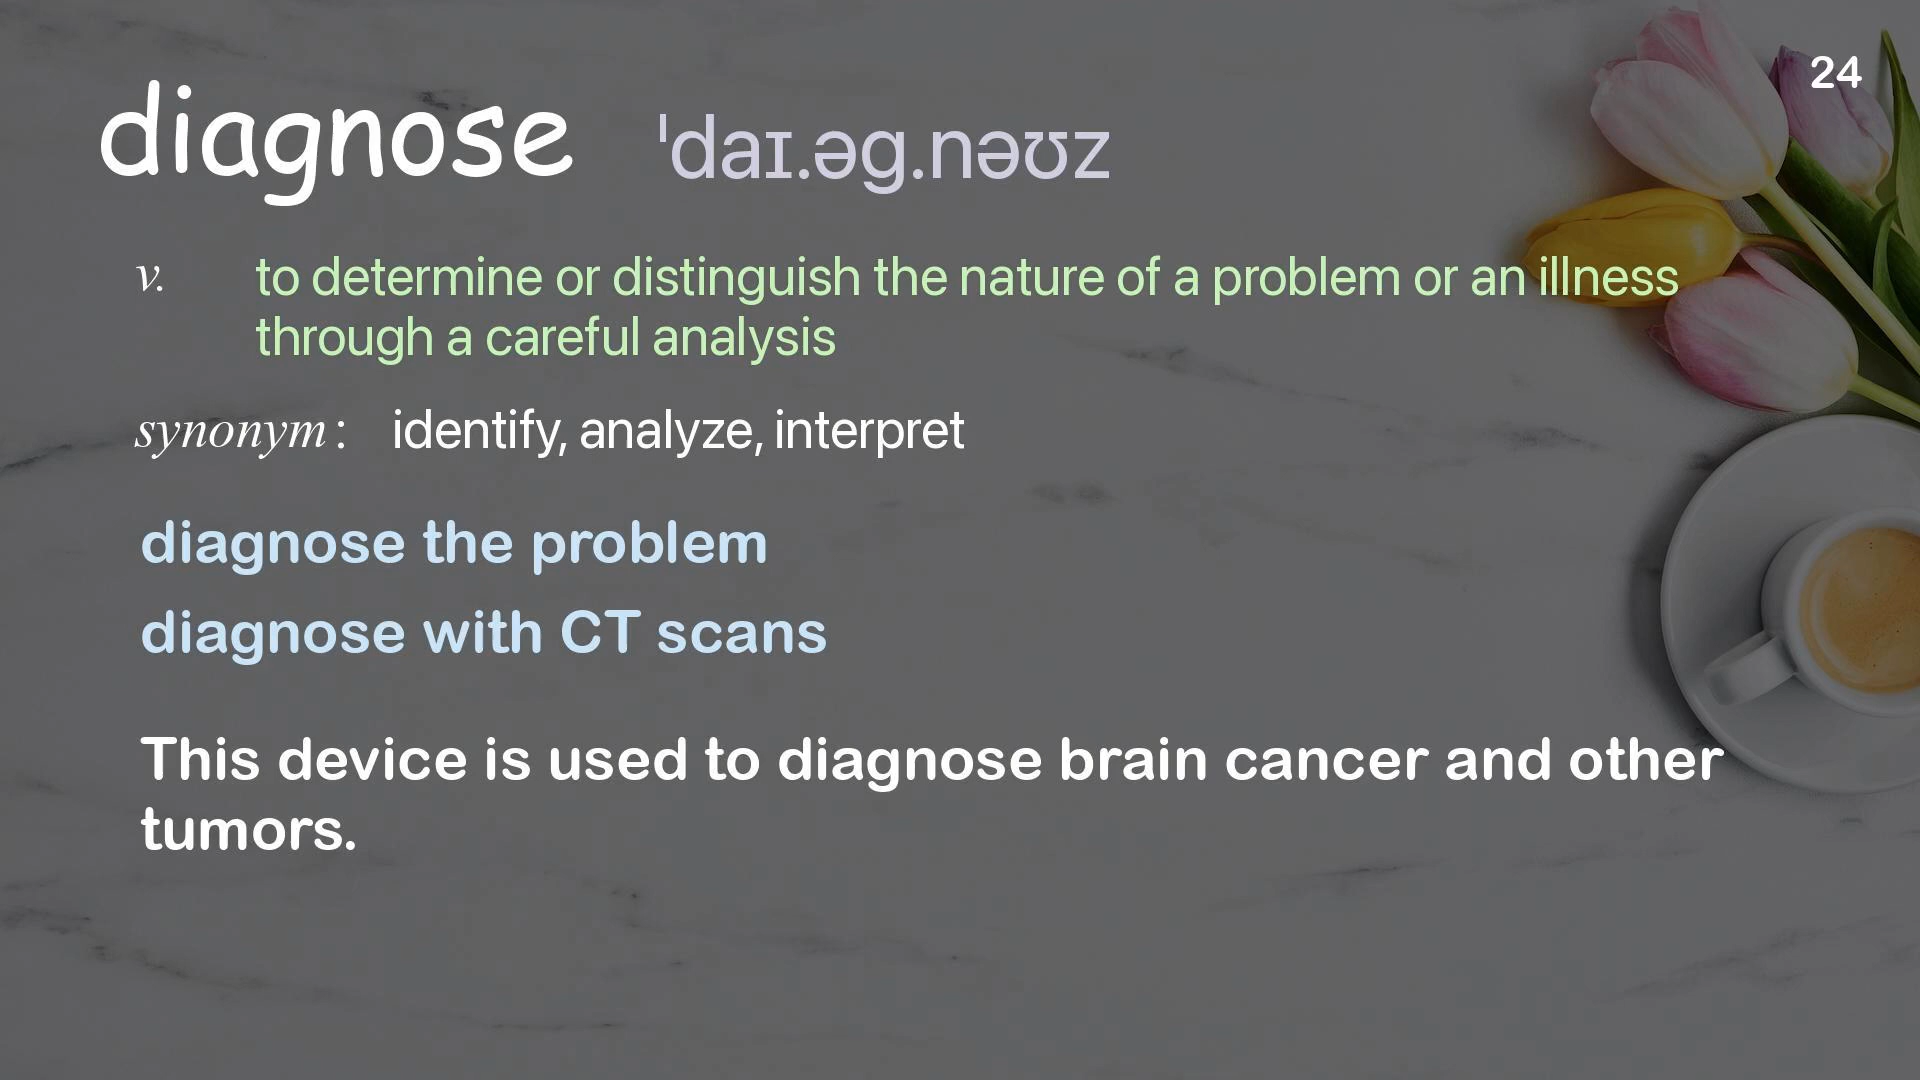 24
diagnose ˈdaɪ.əg.nəʊz
v. to determine or distinguish the nature of a problem or an illness
through a careful analysis
synonym : identify, analyze, interpret
diagnose the problem
diagnose with CT scans
This device is used to diagnose brain cancer and other
tumors.